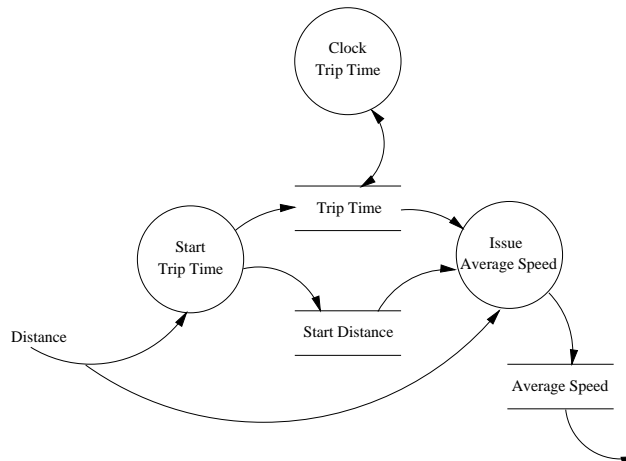 Clock
Trip Time
Trip Time
Start
Trip Time
Issue
Average Speed
Start Distance
Distance
Average Speed